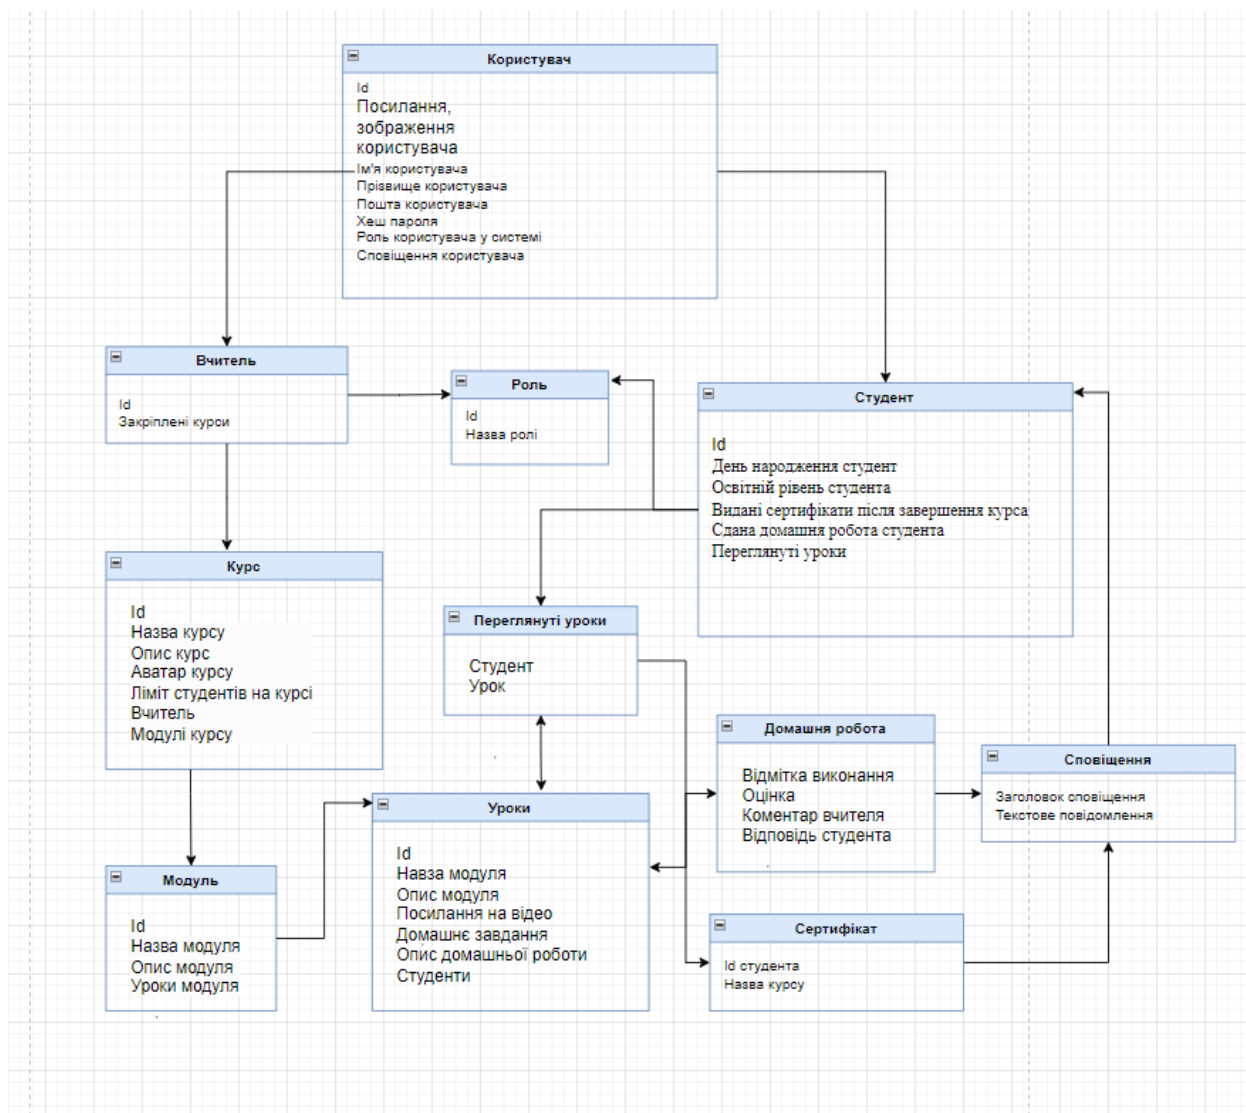 Користувач
Id
Посилання,
зображення
користувача
Ім'я користувача
Прізвище користувача
Пошта користувача
Хеш пароля
Роль користувача у системі
Сповіщення користувача
Вчитель
Id
Закріплені курси
Роль
Id
Назва ролі
Студент
Id
День народження студент
Освітній рівень студента
Видані сертифікати після завершення курса
Сдана домашня робота студента
Переглянуті уроки
Курс
Id
Назва курсу
Опис курс
Аватар курсу
Ліміт студентів на курсі
Вчитель
Модулі курсу
Переглянуті уроки
Студент
Урок
Домашня робота
Відмітка виконання
Оцінка
Коментар вчителя
Відповідь студента
Сповіщення
Заголовок сповіщення
Текстове повідомлення
Уроки
Id
Навза модуля
Опис модуля
Посилання на відео
Домашнє завдання
Опис домашньої роботи
Студенти
Модуль
Id
Назва модуля
Опис модуля
Уроки модуля
Сертифікат
Id студента
Назва курсу